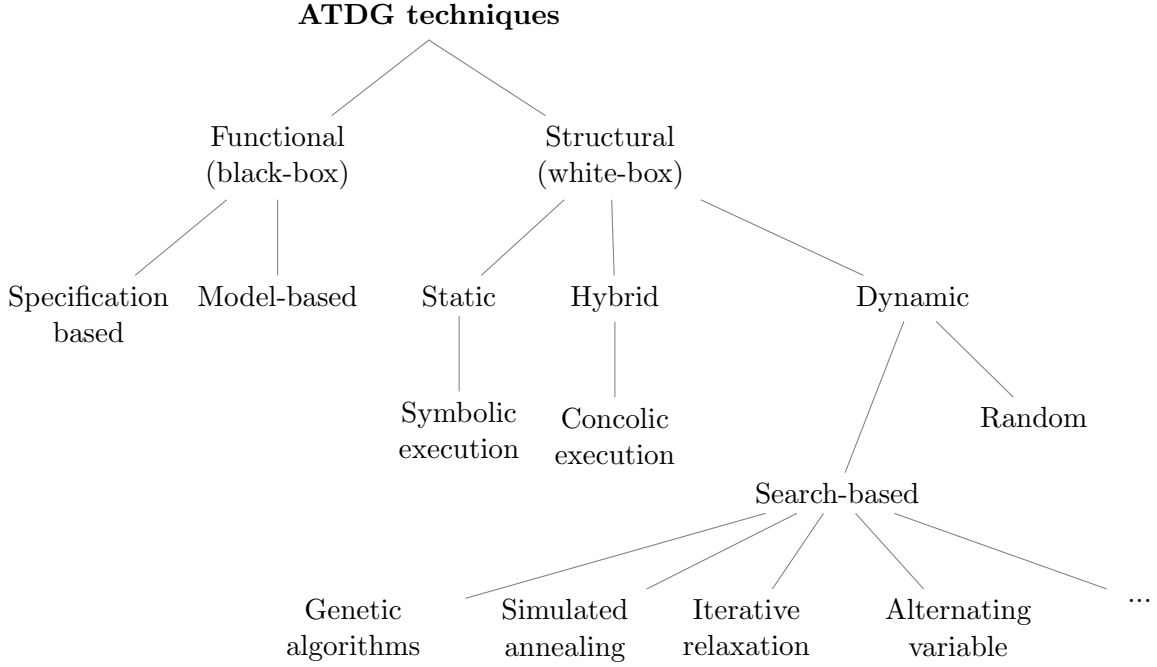 ATDG techniques
Functional
(black-box)
Structural
(white-box)
Specification
based
Model-based
Static
Hybrid
Dynamic
Symbolic
execution
Concolic
execution
Random
Search-based
Genetic
algorithms
Simulated
annealing
Iterative
relaxation
Alternating
variable
...